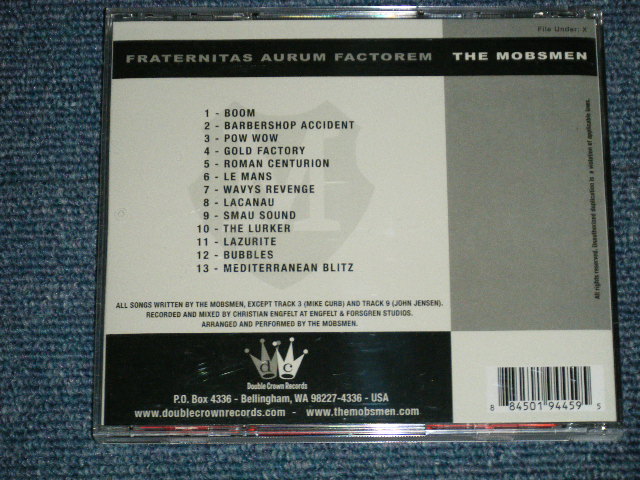 File Under: X
FRATERNITAS AURUM FACTOREM
THE MOBSMEN
1 - BOOM
2 - BARBERSHOP ACCIDENT
3 - POW WOW
4 - GOLD FACTORY
5 - ROMAN CENTURION
6 - LE MANS
7 - WAVYS REVENGE
8 - LACANAU
9 - SMAU SOUND
10 - THE LURKER
11 - LAZURITE
12 - BUBBLES
13 - MEDITERRANEAN BLITZ
All rights reserved. Unauthorized duplication is a violation of applicable laws.
ALL SONGS WRITTEN BY THE MOBSMEN, EXCEPT TRACK 3 (MIKE CURB) AND TRACK 9 (JOHN JENSEN).
RECORDED AND MIXED BY CHRISTIAN ENGFELT AT ENGFELT & FORSGREN STUDIOS.
ARRANGED AND PERFORMED BY THE MOBSMEN.
d c
Double Crown Records
P.O. Box 4336 - Bellingham, WA 98227-4336 - USA
www.doublecrownrecords.com - www.themobsmen.com
8 84501 94459 5